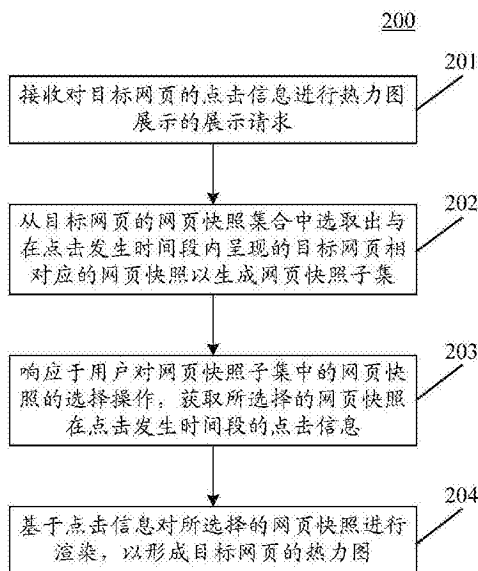 200
201
接收对目标网页的点击信息进行热力图
展示的展示请求
202
从目标网页的网页快照集合中选取出与
在点击发生时间段内呈现的目标网页相
对应的网页快照以生成网页快照子集
203
响应于用户对网页快照子集中的网页快
照的选择操作，获取所选择的网页快照
在点击发生时间段的点击信息
204
基于点击信息对所选择的网页快照进行
渲染，以形成目标网页的热力图